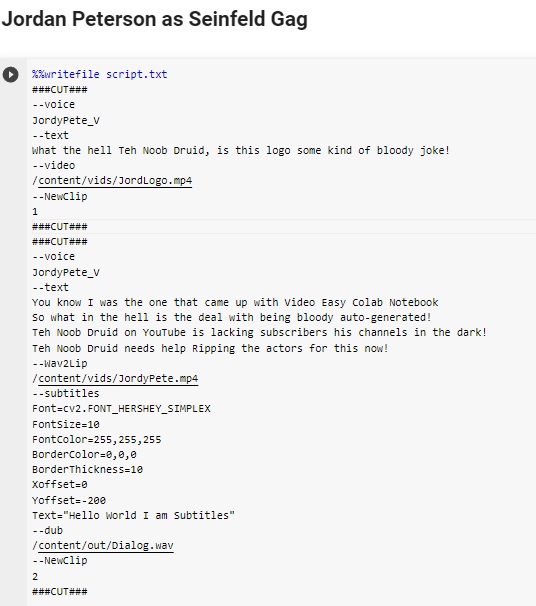 Jordan Peterson as Seinfeld Gag
%%writefile script.txt
###CUT###
--voice
JordyPete_V
--text
What the hell Teh Noob Druid, is this logo some kind of bloody joke!
--video
/content/vids/JordLogo.mp4
--NewClip
1
###CUT###
###CUT###
--voice
JordyPete_V
--text
You know I was the one that came up with Video Easy Colab Notebook
So what in the hell is the deal with being bloody auto-generated!
Teh Noob Druid on YouTube is lacking subscribers his channels in the dark!
Teh Noob Druid needs help Ripping the actors for this now!
--Wav2Lip
/content/vids/JordyPete.mp4
--subtitles
Font=cv2.FONT_HERSHEY_SIMPLEX
FontSize=10
FontColor=255,255,255
BorderColor=0,0,0
BorderThickness=10
Xoffset=0
Yoffset=-200
Text="Hello World I am Subtitles"
--dub
/content/out/Dialog.wav
--NewClip
2
###CUT###